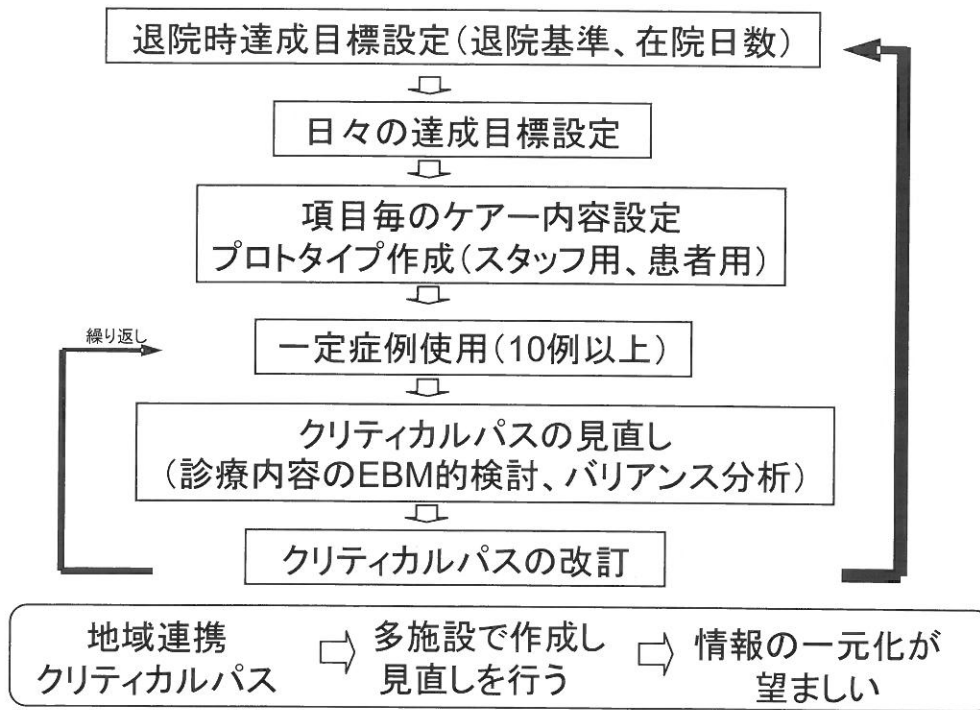 退院時達成目標設定（退院基準、在院日数）
日々の達成目標設定
項目毎のケアー内容設定
プロトタイプ作成（スタッフ用、患者用）
繰り返し
一定症例使用（10例以上）
クリティカルパスの見直し
（診療内容のEBM的検討、バリアンス分析）
クリティカルパスの改訂
地域連携
クリティカルパス
多施設で作成し
見直しを行う
情報の一元化が
望ましい